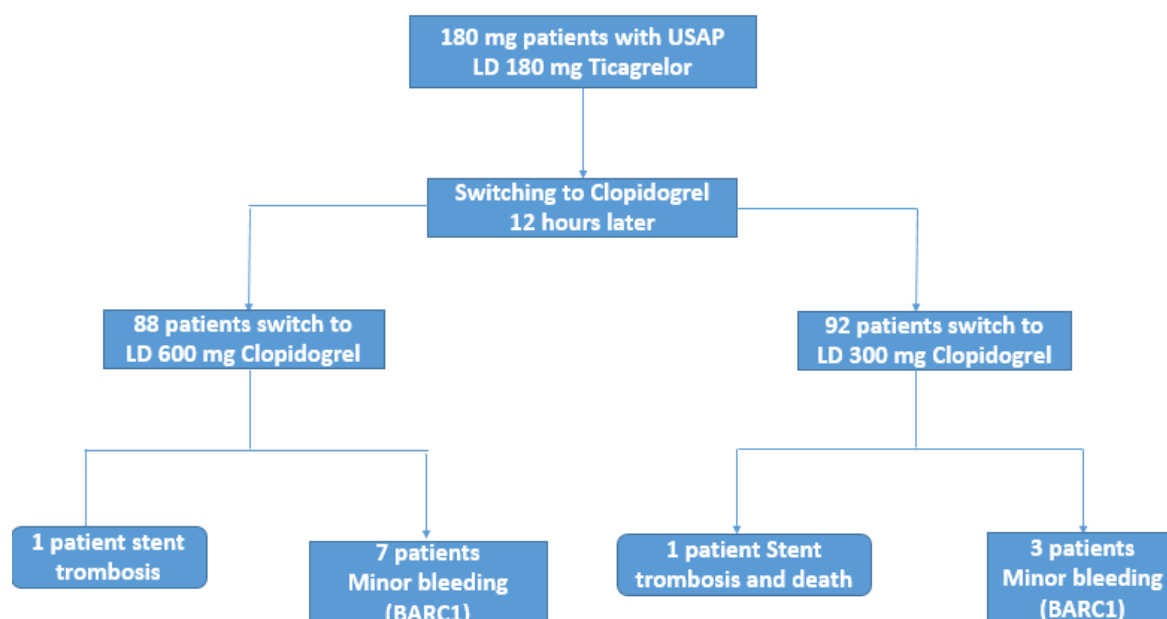 180 mg patients with USAP
LD 180 mg Ticagrelor
Switching to Clopidogrel
12 hours later
88 patients switch to
LD 600 mg Clopidogrel
92 patients switch to
LD 300 mg Clopidogrel
1 patient stent
trombosis
7 patients
Minor bleeding
(BARC1)
1 patient Stent
trombosis and death
3 patients
Minor bleeding
(BARC1)